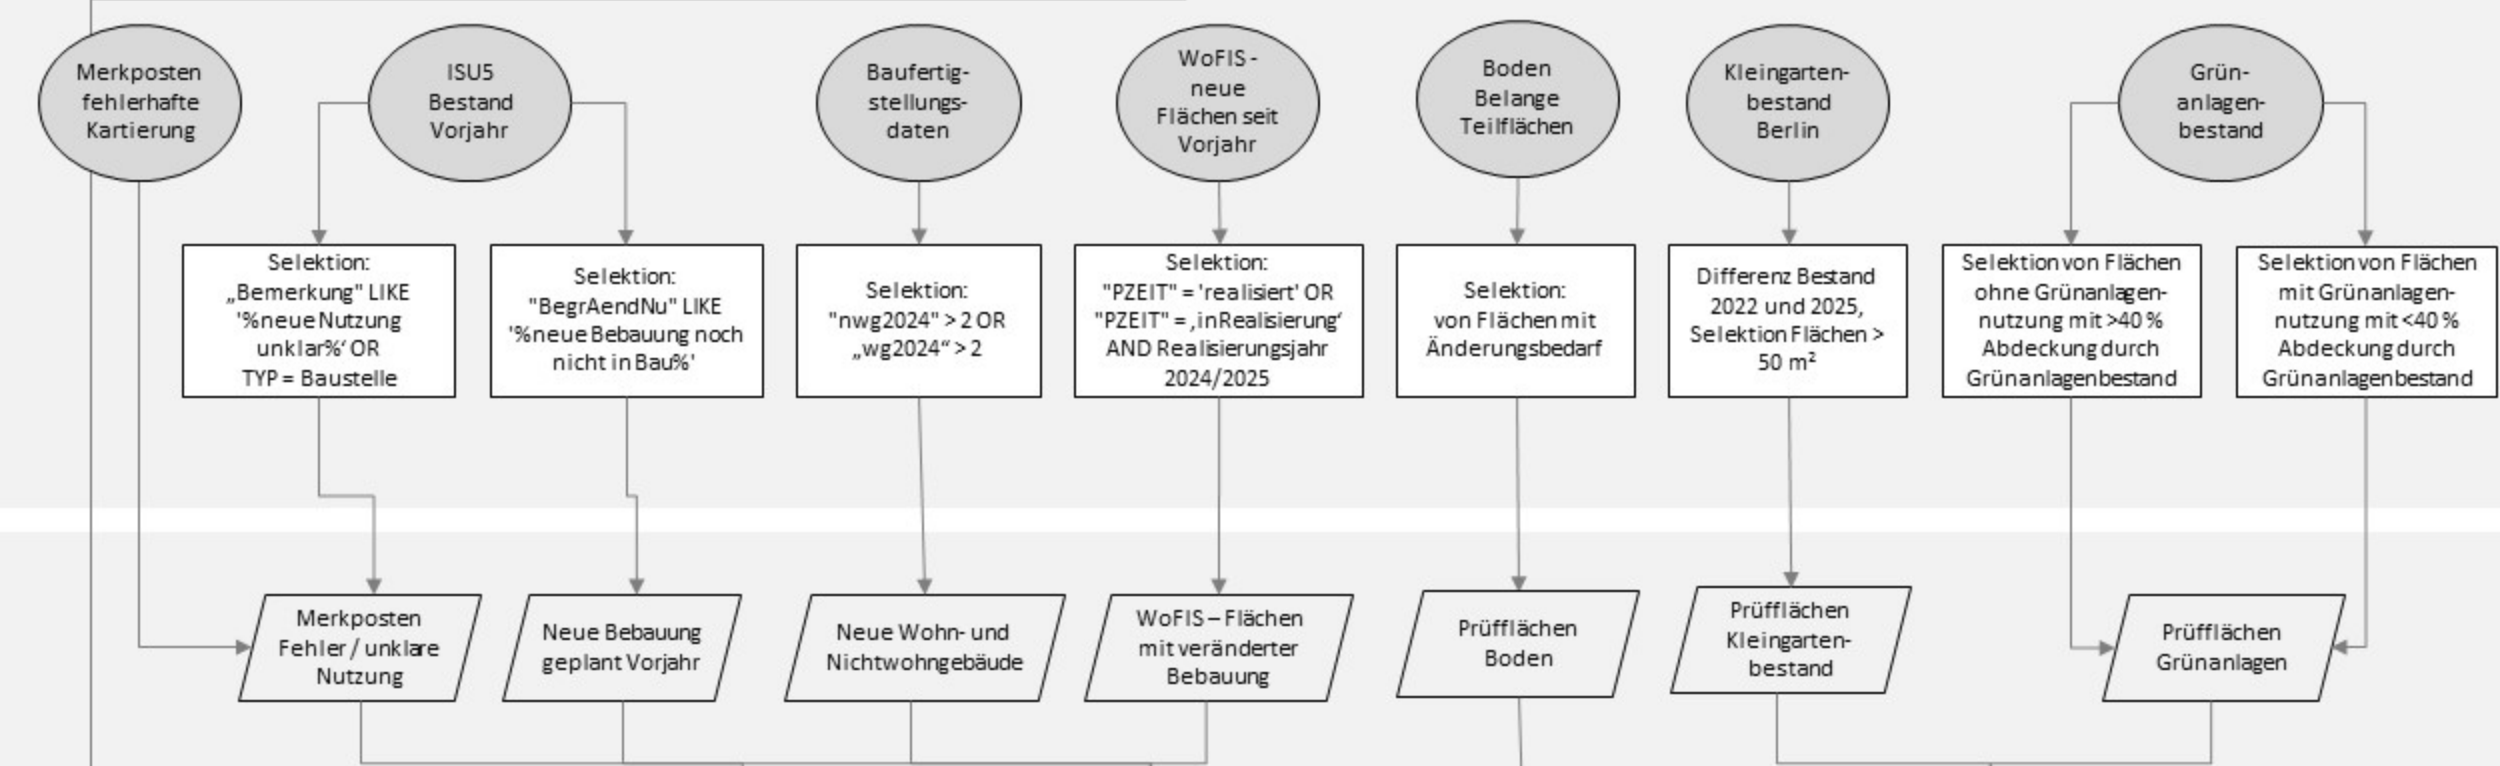 Merkposten
fehlerhafte
Kartierung
ISU5
Bestand
Vorjahr
Baufertig-
stellungs-
daten
WoFIS -
neue
Flächen seit
Vorjahr
Boden
Belange
Teilflächen
Kleingarten-
bestand
Berlin
Grün-
anlagen-
bestand
Selektion:
„Bemerkung" LIKE
'%neue Nutzung
unklar%‘ OR
TYP = Baustelle
Selektion:
"BegrAendNu" LIKE
'%neue Bebauung noch
nicht in Bau%'
Selektion:
"nwg2024" > 2 OR
„wg2024“ > 2
Selektion:
"PZEIT" = 'realisiert' OR
"PZEIT" = ‚in Realisierung‘
AND Realisierungsjahr
2024/2025
Selektion:
von Flächen mit
Änderungsbedarf
Differenz Bestand
2022 und 2025,
Selektion Flächen >
50 m²
Selektion von Flächen
ohne Grünanlagen-
nutzung mit >40 %
Abdeckung durch
Grünanlagenbestand
Selektion von Flächen
mit Grünanlagen-
nutzung mit <40 %
Abdeckung durch
Grünanlagenbestand
Merkposten
Fehler / unklare
Nutzung
Neue Bebauung
geplant Vorjahr
Neue Wohn- und
Nichtwohngebäude
WoFIS – Flächen
mit veränderter
Bebauung
Prüfflächen
Boden
Prüfflächen
Kleingarten-
bestand
Prüfflächen
Grünanlagen